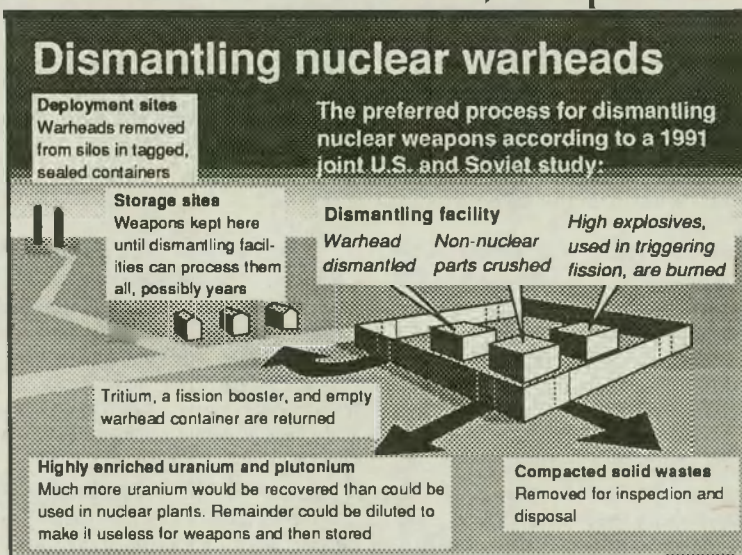 Dismantling nuclear warheads
Deployment sites
Warheads removed
from silos in tagged,
sealed containers
The preferred process for dismantling
nuclear weapons according to a 1991
joint U.S. and Soviet study:
Storage sites
Weapons kept here
until dismantling facil-
ities can process them
all, possibly years
Dismantling facility
Warhead
dismantled
Non-nuclear
parts crushed
High explosives,
used in triggering
fission, are burned
Tritium, a fission booster, and empty
warhead container are returned
Highly enriched uranium and plutonium
Much more uranium would be recovered than could be
used in nuclear plants. Remainder could be diluted to
make it useless for weapons and then stored
Compacted solid wastes
Removed for inspection and
disposal